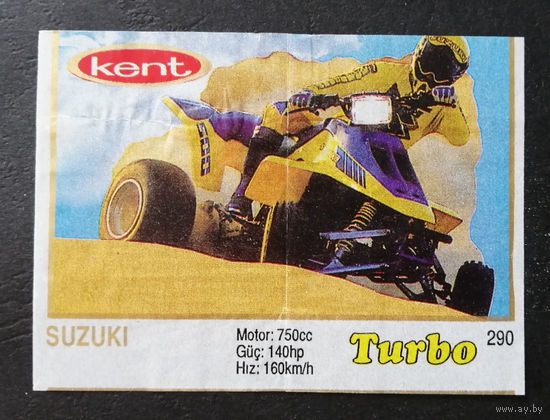 kent
SUZUKI
Motor: 750cc
Güç: 140hp
Hız: 160km/h
Turbo
290
www.ay.by